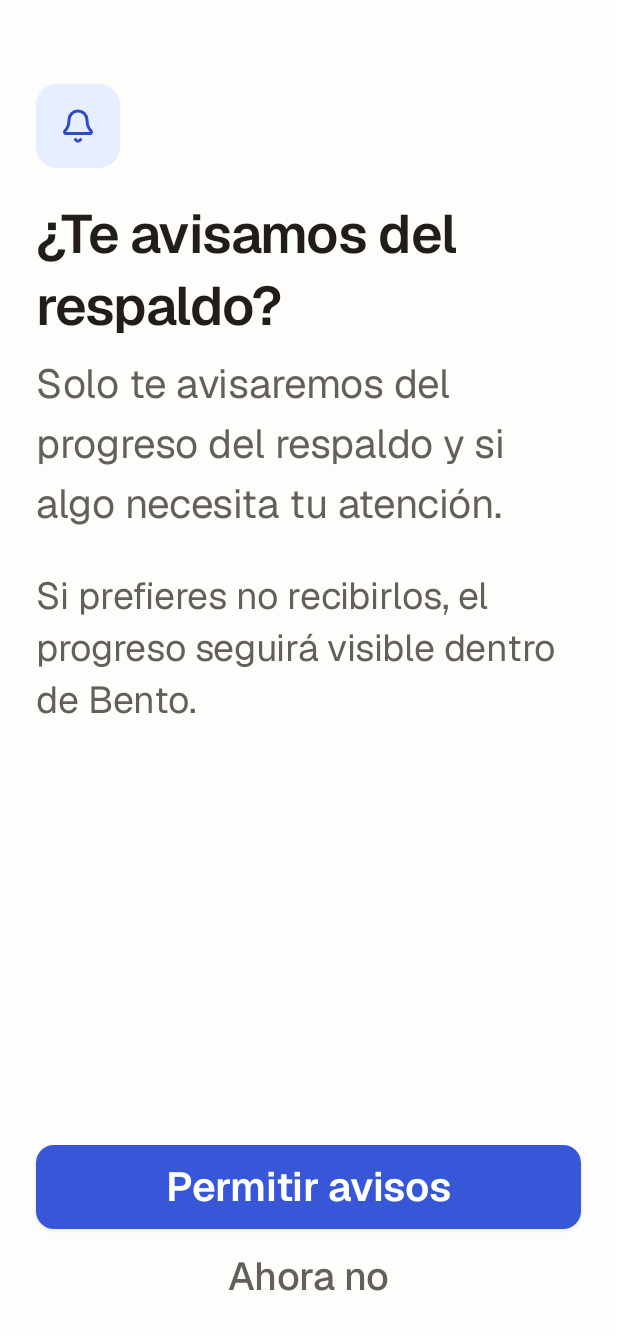 ¿Te avisamos del
respaldo?
Solo te avisaremos del
progreso del respaldo y si
algo necesita tu atención.
Si prefieres no recibirlos, el
progreso seguirá visible dentro
de Bento.
Permitir avisos
Ahora no